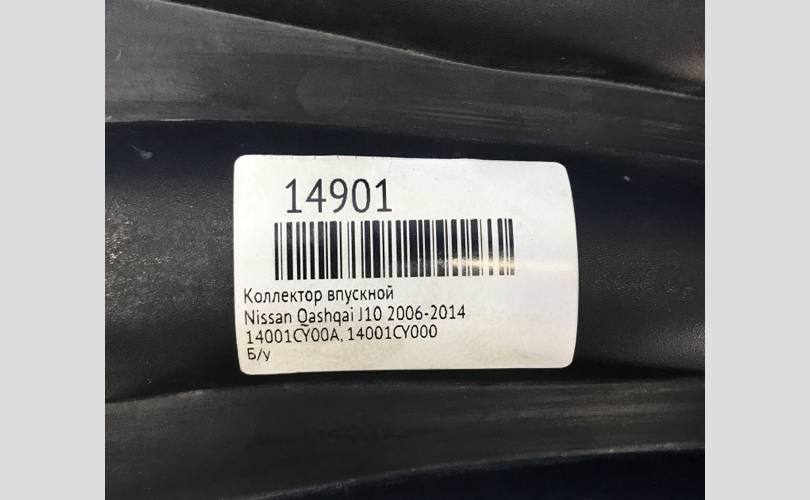 14901
Коллектор впускной
Nissan Qashqai J10 2006-2014
14001CY00A, 14001CY000
Б/у